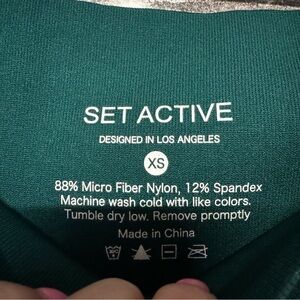 SET ACTIVE
DESIGNED IN LOS ANGELES
XS
88% Micro Fiber Nylon, 12% Spandex
Machine wash cold with like colors.
Tumble dry low. Remove promptly
Made in China